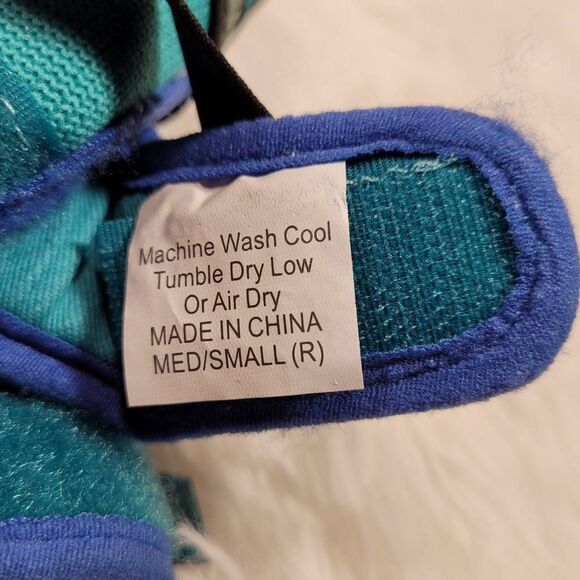 Machine Wash Cool
Tumble Dry Low
Or Air Dry
MADE IN CHINA
MED/SMALL (R)